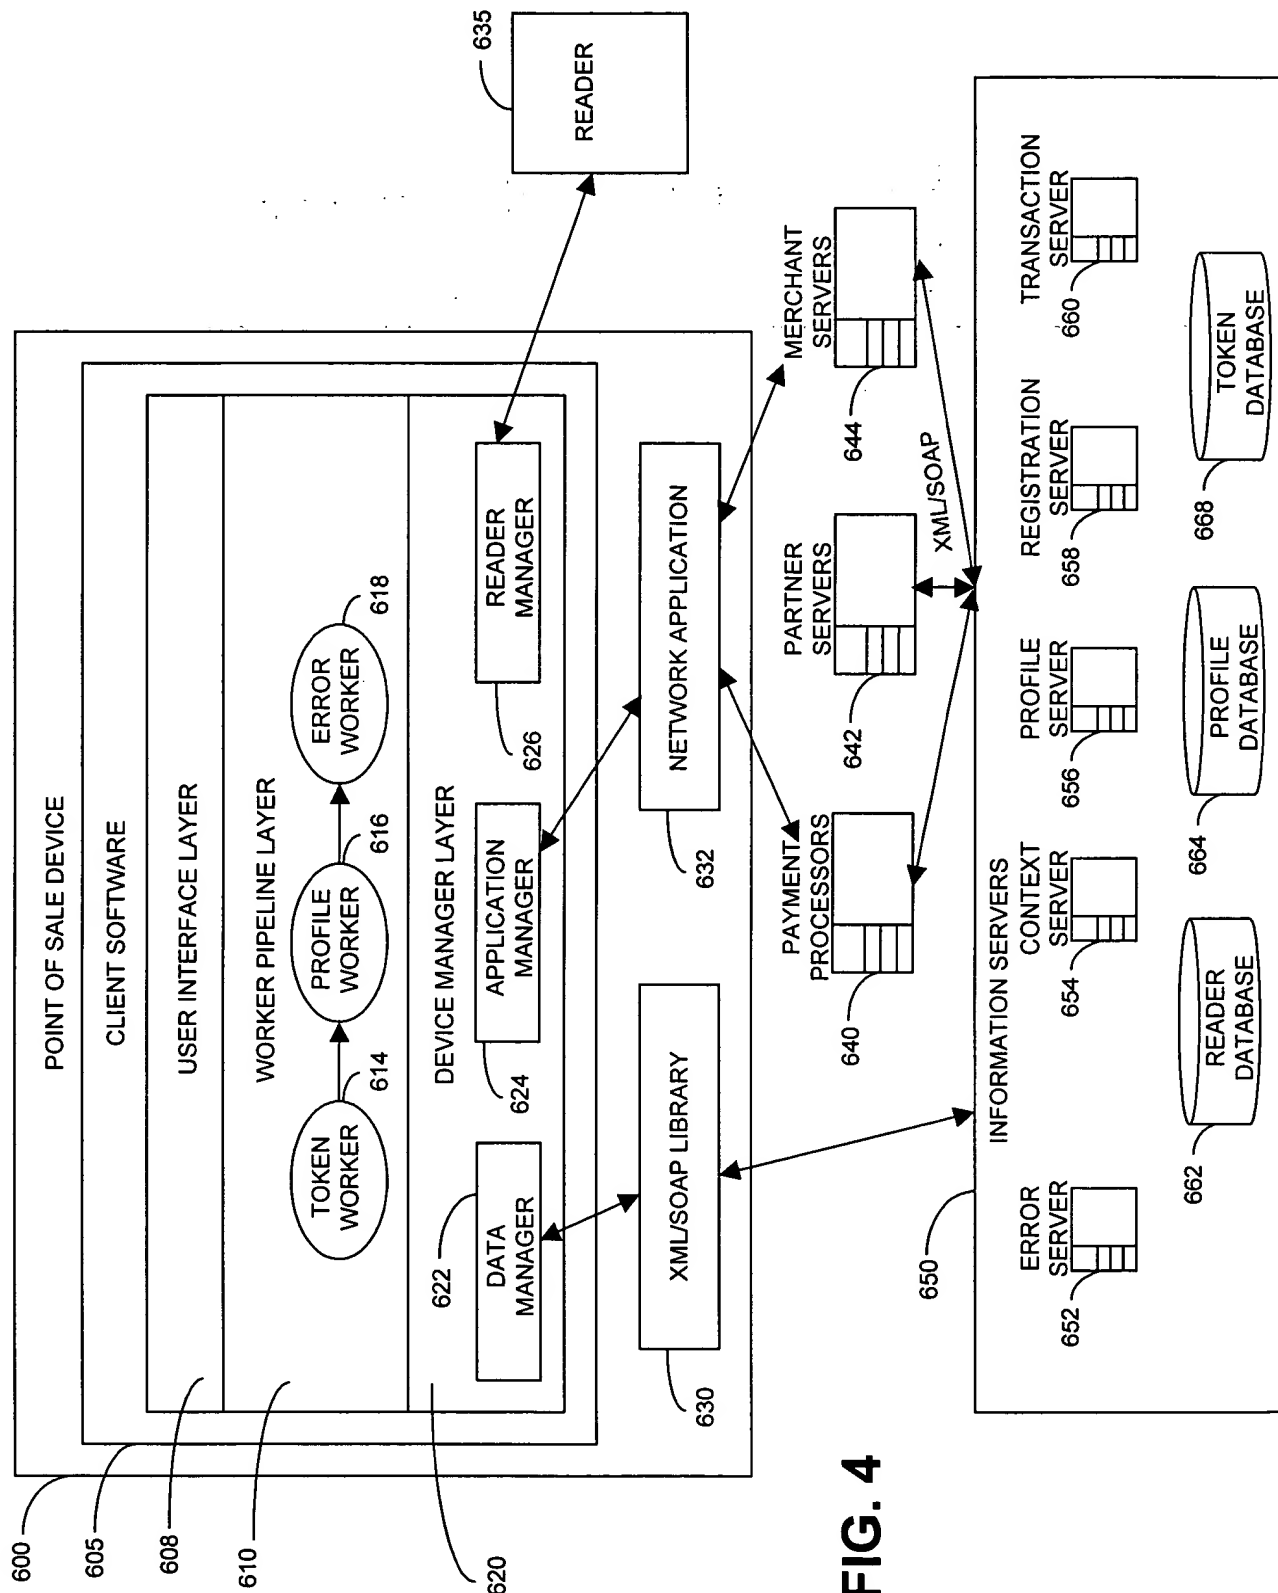 600
POINT OF SALE DEVICE
605
CLIENT SOFTWARE
608
USER INTERFACE LAYER
610
WORKER PIPELINE LAYER
TOKEN
WORKER
614
PROFILE
WORKER
616
ERROR
WORKER
618
620
DEVICE MANAGER LAYER
622
DATA
MANAGER
624
APPLICATION
MANAGER
626
READER
MANAGER
635
READER
630
XML/SOAP LIBRARY
632
NETWORK APPLICATION
FIG. 4
PAYMENT
PROCESSORS
640
PARTNER
SERVERS
642
MERCHANT
SERVERS
644
XML/SOAP
650
INFORMATION SERVERS
ERROR
SERVER
652
CONTEXT
SERVER
654
PROFILE
SERVER
656
REGISTRATION
SERVER
658
TRANSACTION
SERVER
660
662
READER
DATABASE
664
PROFILE
DATABASE
668
TOKEN
DATABASE